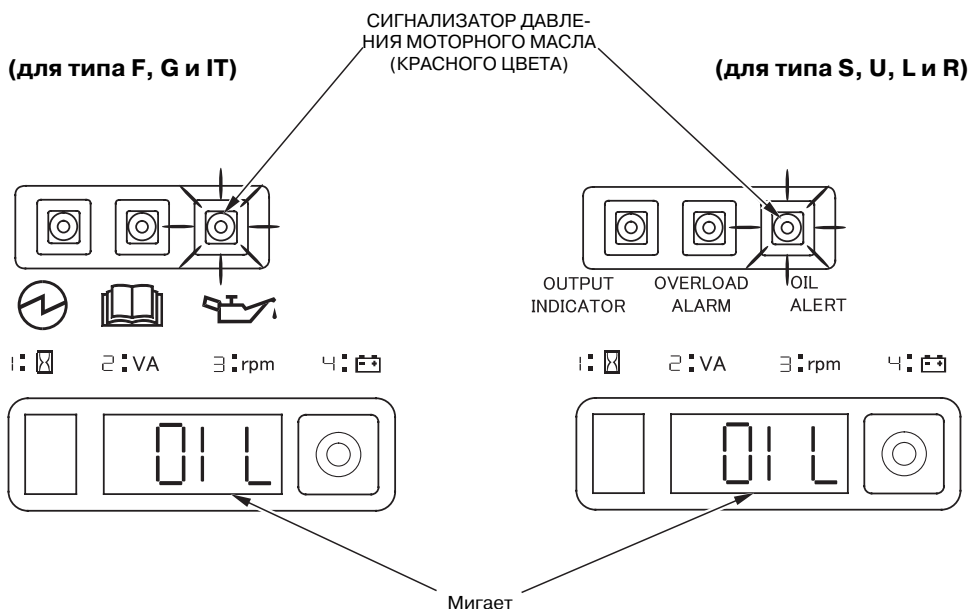 СИГНАЛИЗАТОР ДАВЛЕ-
НИЯ МОТОРНОГО МАСЛА
(КРАСНОГО ЦВЕТА)
(для типа F, G и IT)
(для типа S, U, L и R)
OUTPUT
INDICATOR
OVERLOAD
ALARM
OIL
ALERT
1: 2:VA 3:rpm 4:
1: 2:VA 3:rpm 4:
OIL
OIL
Мигает